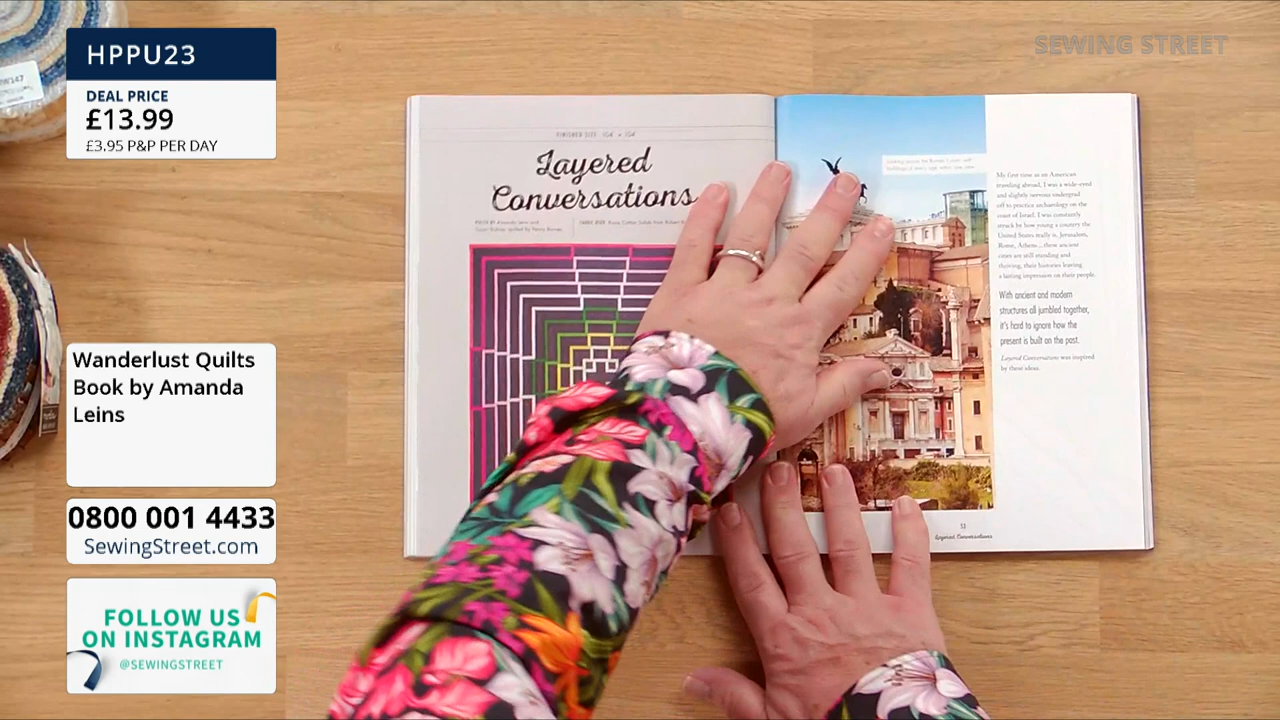 HPPU23
DEAL PRICE
£13.99
£3.95 P&P PER DAY
Wanderlust Quilts
Book by Amanda
Leins
0800 001 4433
SewingStreet.com
FOLLOW US
ON INSTAGRAM
@SEWINGSTREET
SEWING STREET
FINISHED SIZE: 104" × 104"
Layered
Conversations
My first time as an American
traveling abroad, I was a wide-eyed
and slightly nervous undergrad
off to practice archaeology on the
coast of Israel. I was constantly
struck by how young a country the
United States really is. Jerusalem,
Rome, Athens...these ancient
cities are still standing and
thriving, their histories leaving
a lasting impression on their people.
With ancient and modern
structures all jumbled together,
it's hard to ignore how the
present is built on the past.
Layered Conversations was inspired
by these ideas.
53
Layered Conversations